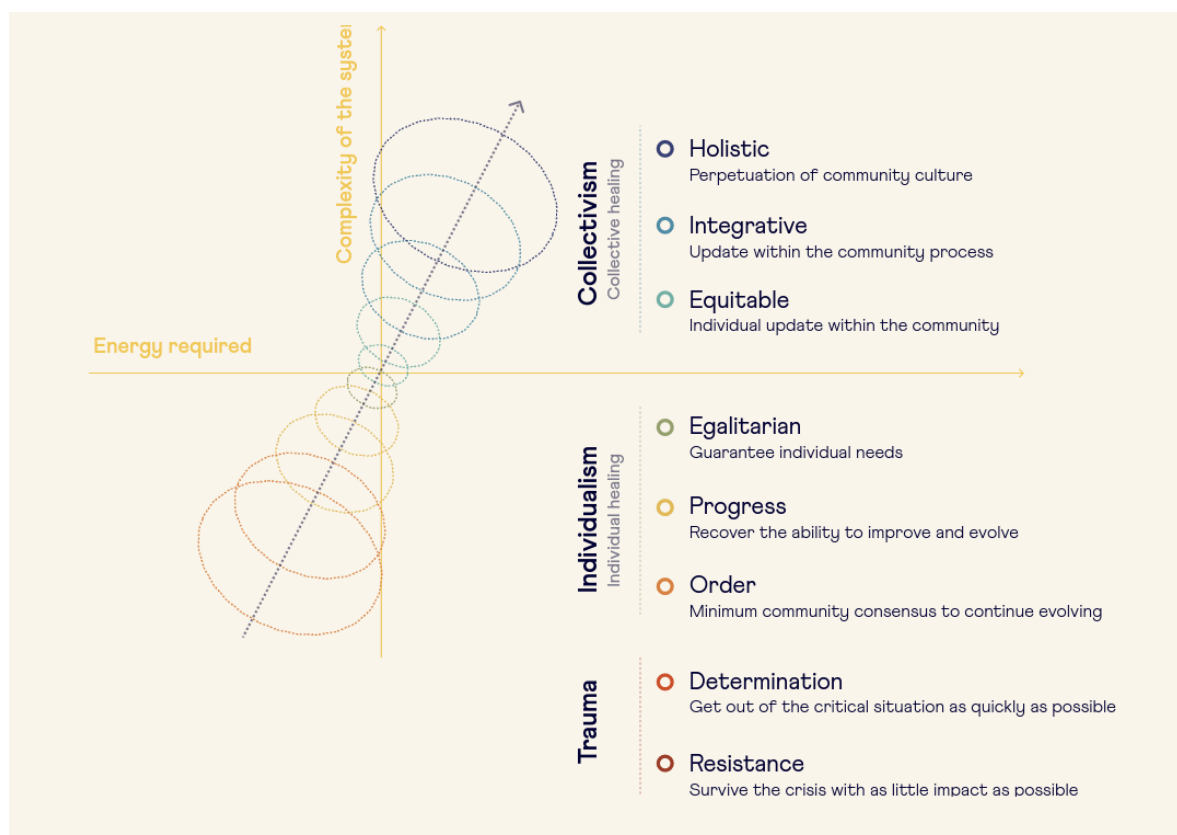 Complexity of the syste
Energy required
Collectivism
Collective healing
Holistic
Perpetuation of community culture
Integrative
Update within the community process
Equitable
Individual update within the community
Individualism
Individual healing
Egalitarian
Guarantee individual needs
Progress
Recover the ability to improve and evolve
Order
Minimum community consensus to continue evolving
Trauma
Determination
Get out of the critical situation as quickly as possible
Resistance
Survive the crisis with as little impact as possible